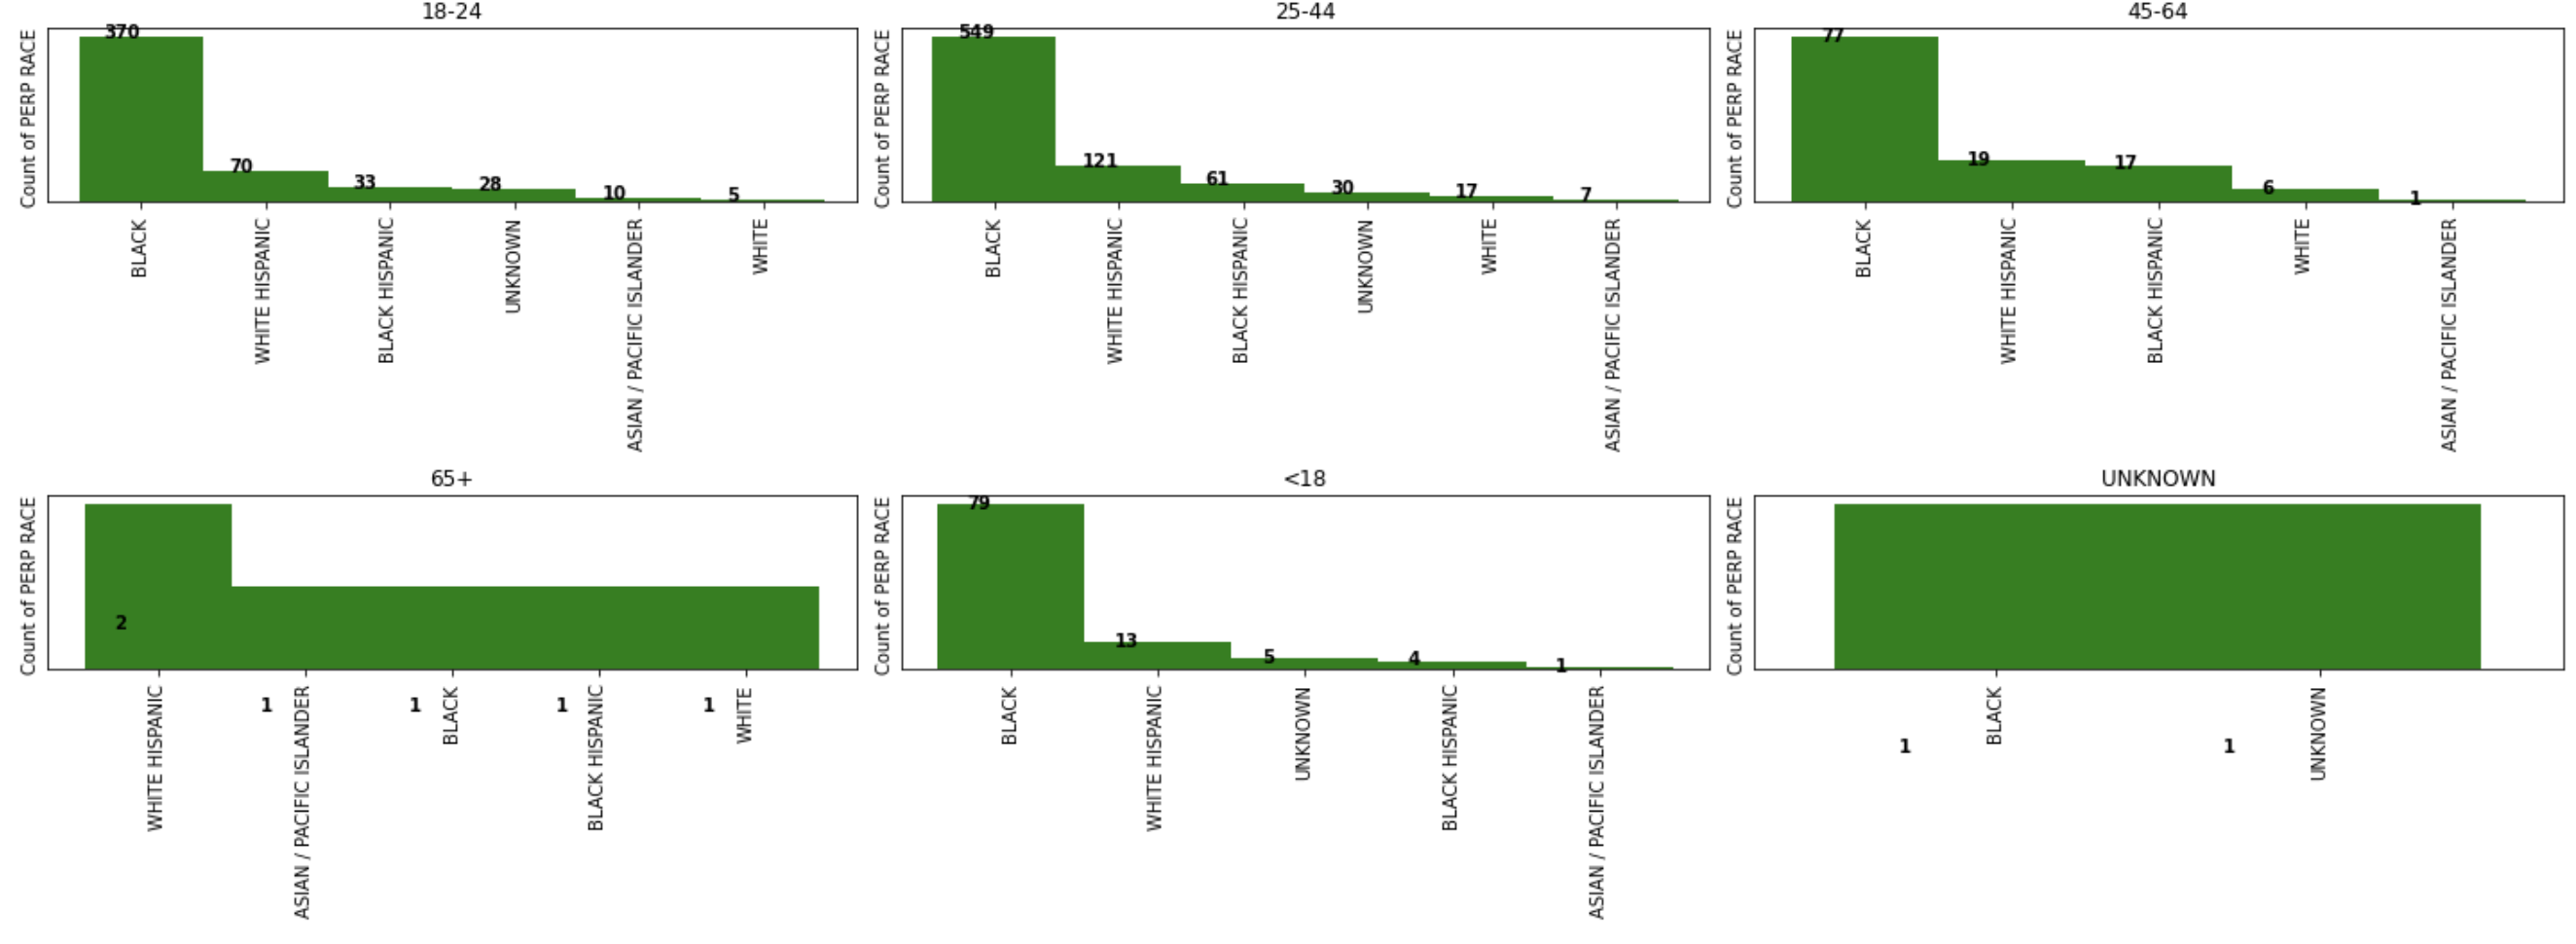 18-24
Count of PERP RACE
370
70
33
28
10
5
BLACK
WHITE HISPANIC
BLACK HISPANIC
UNKNOWN
ASIAN / PACIFIC ISLANDER
WHITE
25-44
Count of PERP RACE
549
121
61
30
17
7
BLACK
WHITE HISPANIC
BLACK HISPANIC
UNKNOWN
WHITE
ASIAN / PACIFIC ISLANDER
45-64
Count of PERP RACE
77
19
17
6
1
BLACK
WHITE HISPANIC
BLACK HISPANIC
WHITE
ASIAN / PACIFIC ISLANDER
65+
Count of PERP RACE
2
1
1
1
1
WHITE HISPANIC
ASIAN / PACIFIC ISLANDER
BLACK
BLACK HISPANIC
WHITE
<18
Count of PERP RACE
79
13
5
4
1
BLACK
WHITE HISPANIC
UNKNOWN
BLACK HISPANIC
ASIAN / PACIFIC ISLANDER
UNKNOWN
Count of PERP RACE
1
1
BLACK
UNKNOWN